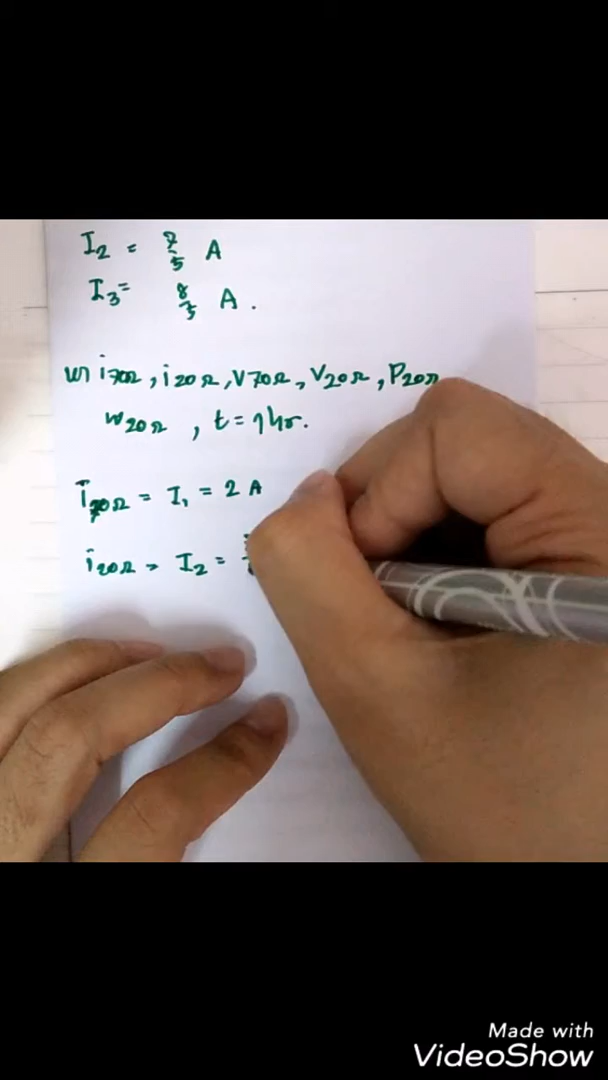 I₂ = 7/5 A
I₃ = 8/5 A.
หา i70Ω, i20Ω, V70Ω, V20Ω, P20Ω
W20Ω, t = 1 hr.
i70Ω = I₁ = 2 A
i20Ω = I₂ =
Made with
VideoShow